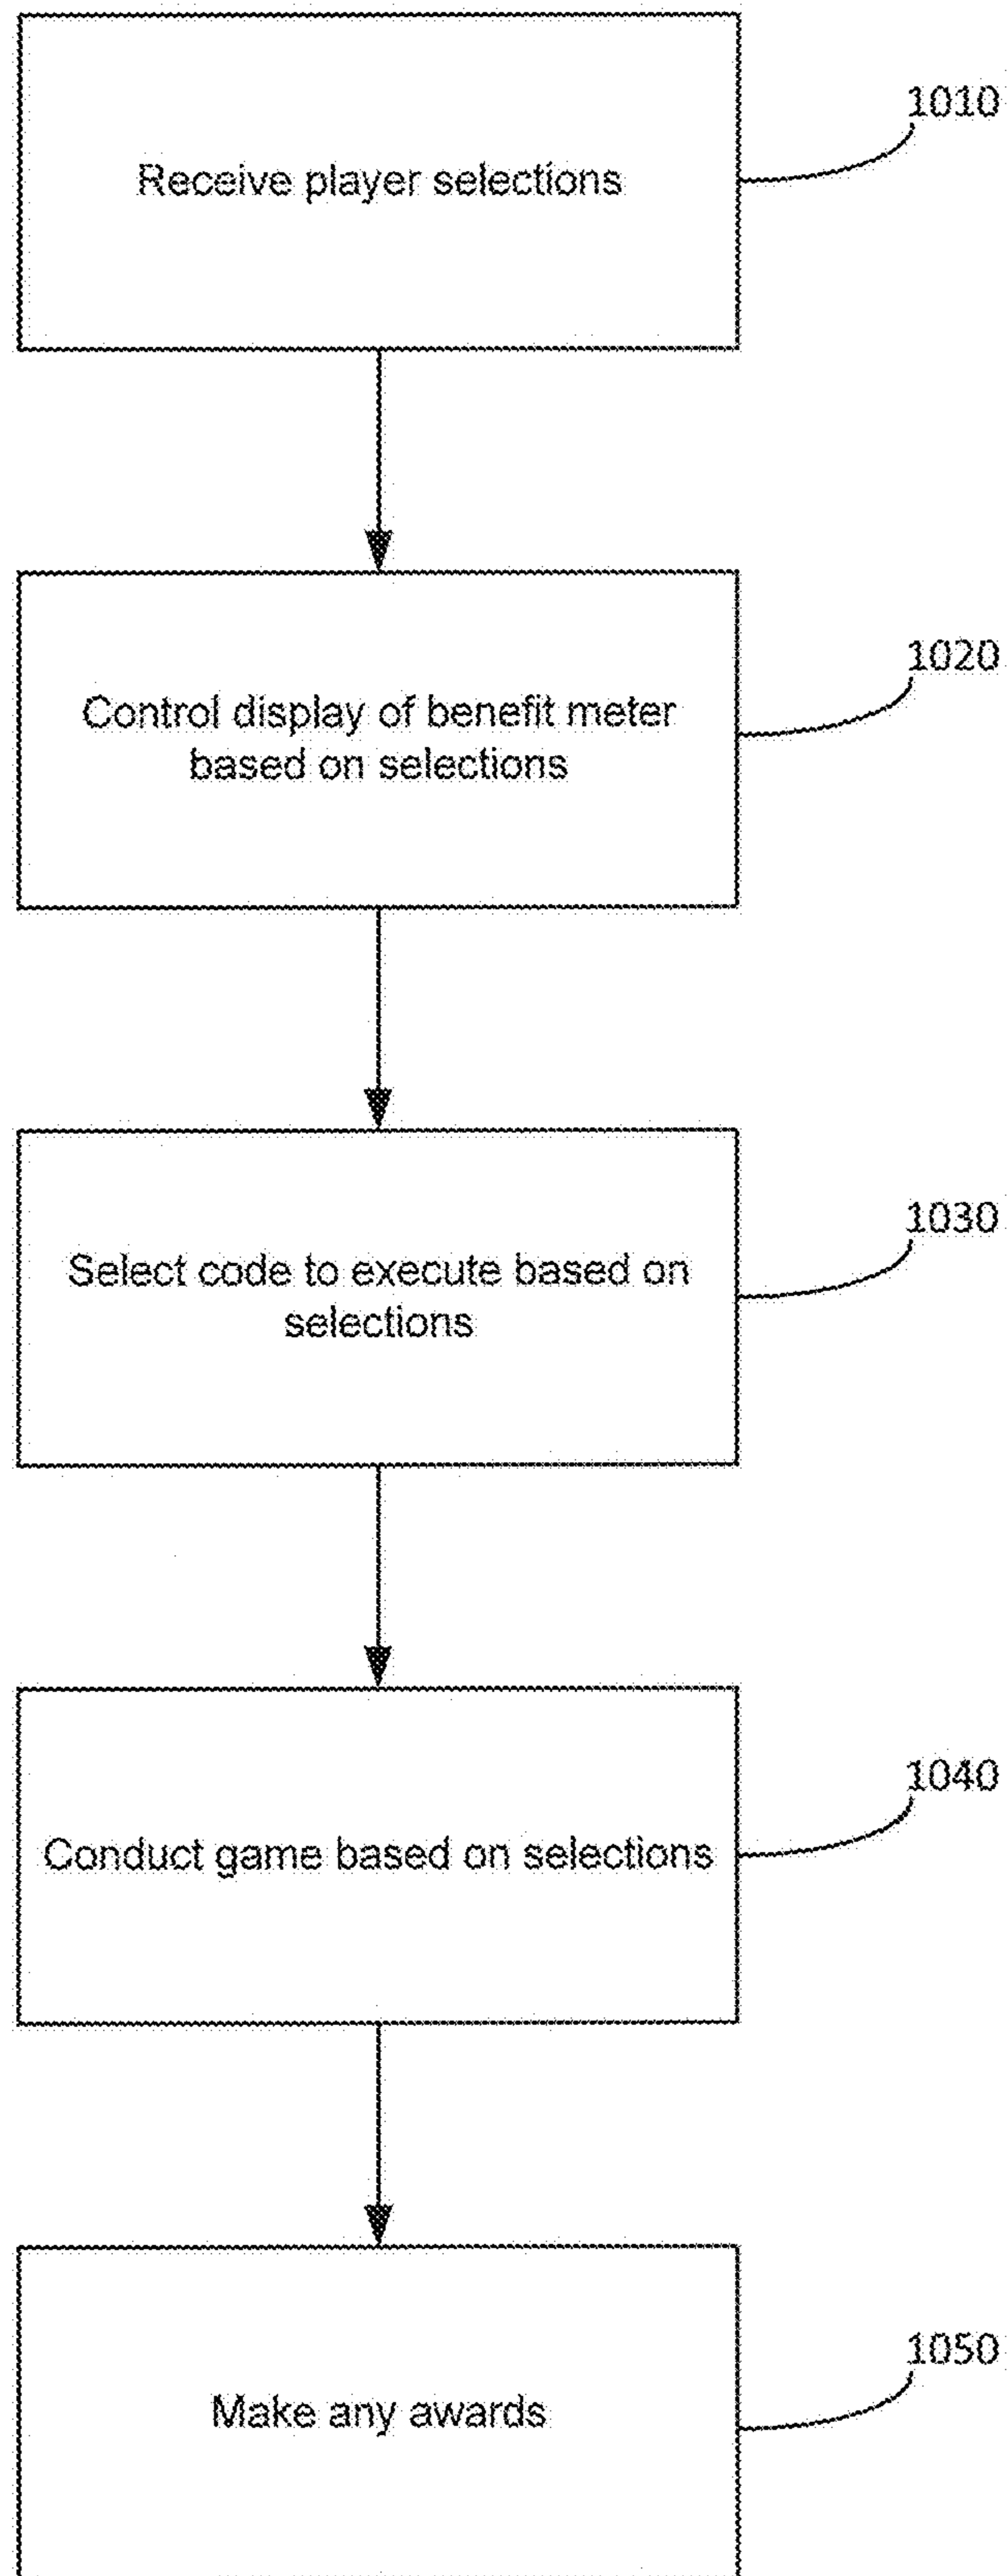 Receive player selections
1010
Control display of benefit meter
based on selections
1020
Select code to execute based on
selections
1030
Conduct game based on selections
1040
Make any awards
1050